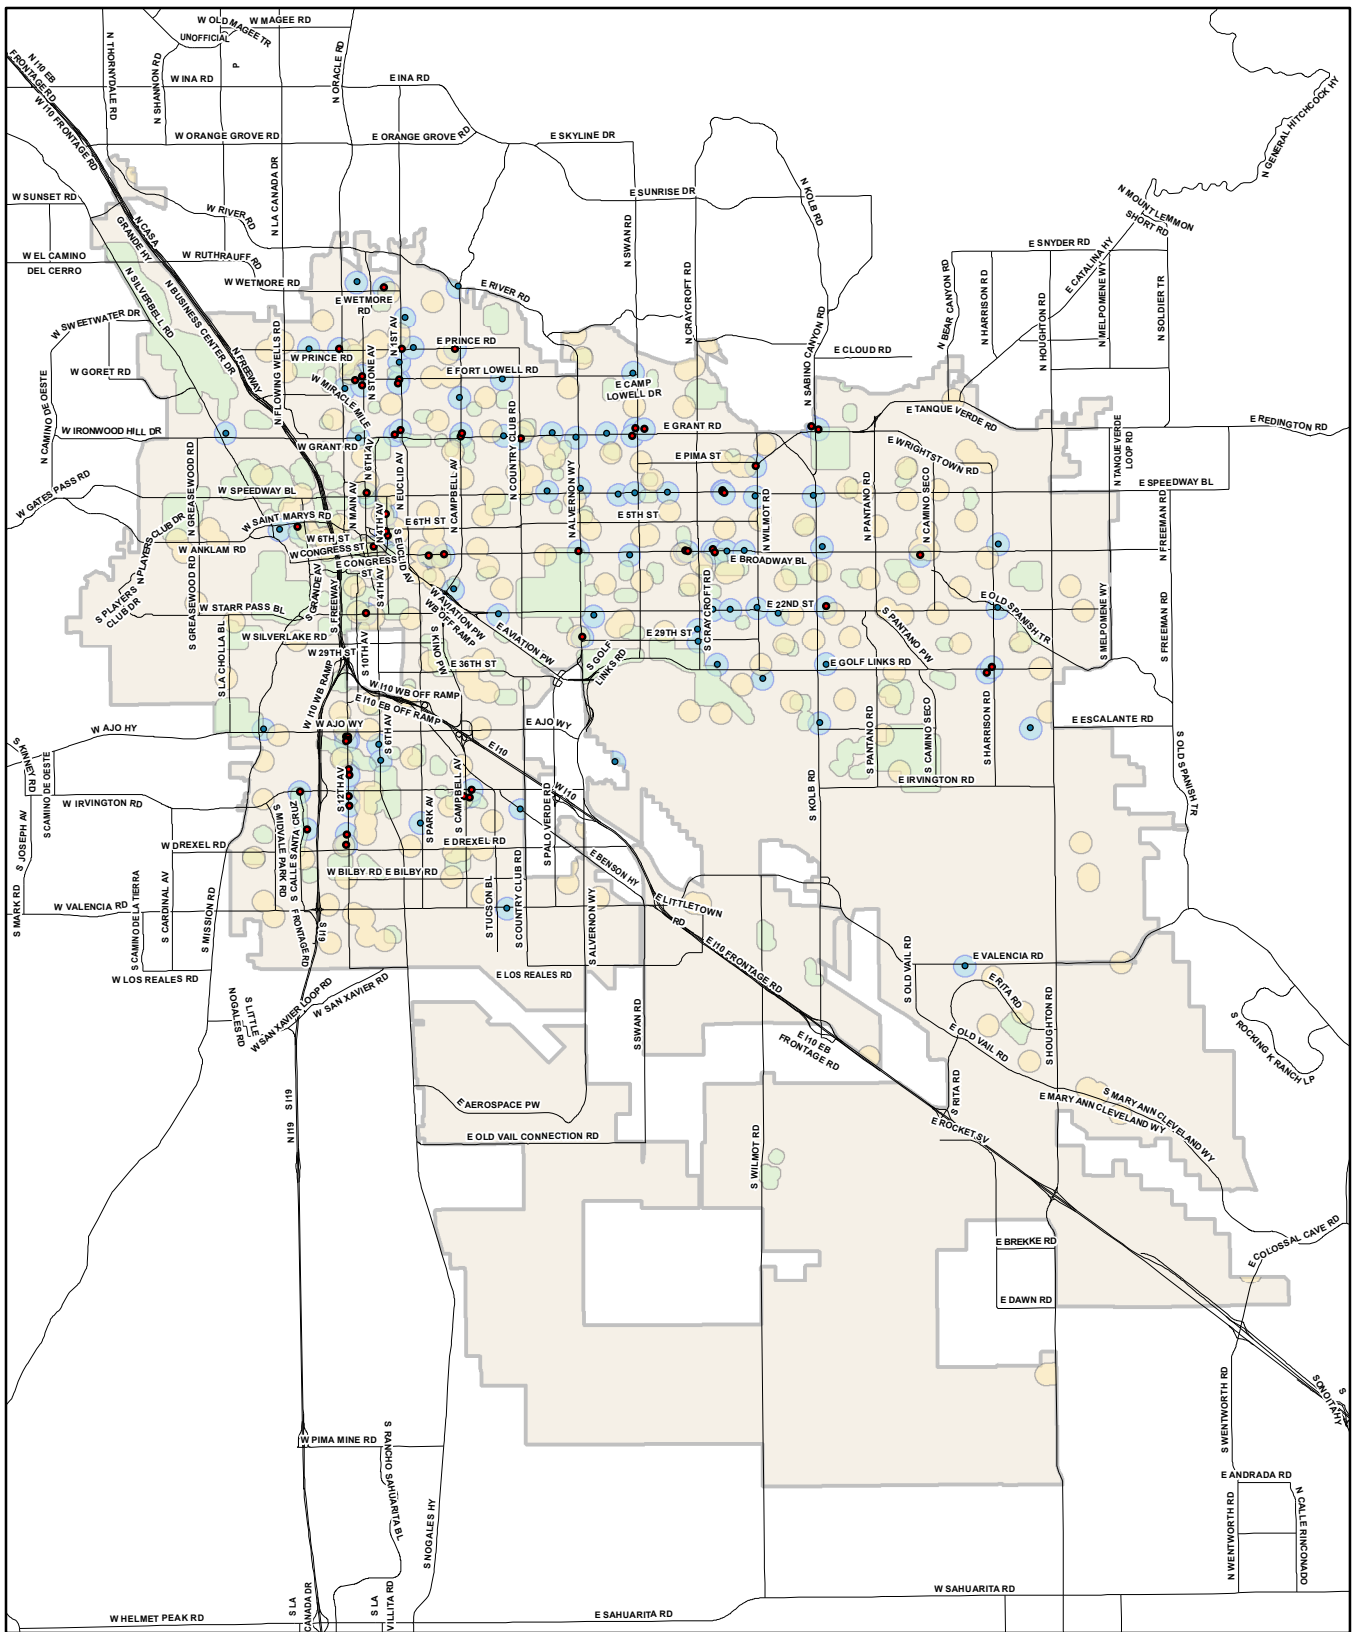 W OLD MAGEE TR
W MAGEE RD
UNOFFICIAL
P
N I10 EB
FRONTAGE RD
W I10 FRONTAGE RD
N THORNYDALE RD
N SHANNON RD
N ORACLE RD
W INA RD
E INA RD
W ORANGE GROVE RD
E ORANGE GROVE RD
E SKYLINE DR
N GENERAL HITCHCOCK HY
N LA CANADA DR
E SUNRISE DR
N KOLB RD
W SUNSET RD
N MOUNT LEMMON
SHORT RD
W RIVER RD
N CASA
GRANDE HY
N SWAN RD
E SNYDER RD
W EL CAMINO
DEL CERRO
W RUTHRAUFF RD
N SILVERBELL RD
N BUSINESS CENTER DR
W WETMORE RD
E WETMORE
RD
E RIVER RD
N CRAYCROFT RD
N BEAR CANYON RD
N HARRISON RD
N HOUGHTON RD
E CATALINA HY
N MELPOMENE WY
N SOLDIER TR
W SWEETWATER DR
N FREEWAY
N FLOWING WELLS RD
W PRINCE RD
N STONE AV
N 1ST AV
E PRINCE RD
N SABINO CANYON RD
E CLOUD RD
W GORET RD
N CAMINO DE OESTE
W MIRACLE MILE
E FORT LOWELL RD
E CAMP
LOWELL DR
N COUNTRY CLUB RD
E TANQUE VERDE RD
W IRONWOOD HILL DR
W GRANT RD
E GRANT RD
E REDINGTON RD
N TANQUE VERDE
LOOP RD
E WRIGHTSTOWN RD
N 6TH AV
E PIMA ST
N GREASEWOOD RD
N EUCLID AV
N CAMPBELL AV
N ALVERNON WY
N PANTANO RD
N CAMINO SECO
W GATES PASS RD
W SPEEDWAY BL
E SPEEDWAY BL
N MAIN AV
N 4TH AV
N WILMOT RD
N FREEMAN RD
W SAINT MARYS RD
E 6TH ST
E 5TH ST
N PLAYERS CLUB DR
W 6TH ST
W ANKLAM RD
W CONGRESS ST
E CONGRESS
ST
S EUCLID AV
E BROADWAY BL
S PLAYERS
CLUB DR
S GREASEWOOD RD
S GRANDE AV
S FREEWAY
S 4TH AV
W AVIATION PW
WB OFF RAMP
E AVIATION PW
S CRAYCROFT RD
E OLD SPANISH TR
W STARR PASS BL
E 22ND ST
S PANTANO PW
S MELPOMENE WY
S FREEMAN RD
W SILVERLAKE RD
E 29TH ST
S LA CHOLLA BL
W 29TH ST
S 10TH AV
S KINO PW
E 36TH ST
S GOLF
LINKS RD
E GOLF LINKS RD
W I10 WB RAMP
W I10 WB OFF RAMP
E I10 EB OFF RAMP
S HARRISON RD
S CAMINO SECO
S PANTANO RD
W AJO HY
W AJO WY
S 6TH AV
E AJO WY
E ESCALANTE RD
E I10
S KINNEY RD
S CAMINO DE OESTE
S CAMPBELL AV
W I10
S KOLB RD
E IRVINGTON RD
S OLD SPANISH TR
W IRVINGTON RD
S 12TH AV
S PARK AV
S PALO VERDE RD
S JOSEPH AV
S MIDVALE PARK RD
S CALLE SANTA CRUZ
W DREXEL RD
E DREXEL RD
E BENSON HY
W BILBY RD
E BILBY RD
S MARK RD
S CAMINO DE LA TIERRA
S CARDINAL AV
S MISSION RD
S TUCSON BL
S COUNTRY CLUB RD
S ALVERNON WY
E LITTLETOWN
RD
W VALENCIA RD
S FRONTAGE RD
S I19
E I10 FRONTAGE RD
S OLD VAIL RD
E VALENCIA RD
W LOS REALES RD
E LOS REALES RD
E RITA RD
S LITTLE
NOGALES RD
W SAN XAVIER LOOP RD
W SAN XAVIER RD
S SWAN RD
E OLD VAIL RD
S HOUGHTON RD
S ROCKING K RANCH LP
E I10 EB
FRONTAGE RD
S RITA RD
E AEROSPACE PW
S MARY ANN CLEVELAND WY
E MARY ANN CLEVELAND WY
N I19
S I19
E OLD VAIL CONNECTION RD
E ROCKET SV
S WILMOT RD
E BREKKE RD
E COLOSSAL CAVE RD
E DAWN RD
S SONOITA HY
S
W PIMA MINE RD
S RANCHO SAHUARITA BL
S NOGALES HY
S WENTWORTH RD
E ANDRADA RD
N WENTWORTH RD
N CALLE RINCONADO
W SAHUARITA RD
S LA
CANADA DR
S LA
VILLITA RD
W HELMET PEAK RD
E SAHUARITA RD